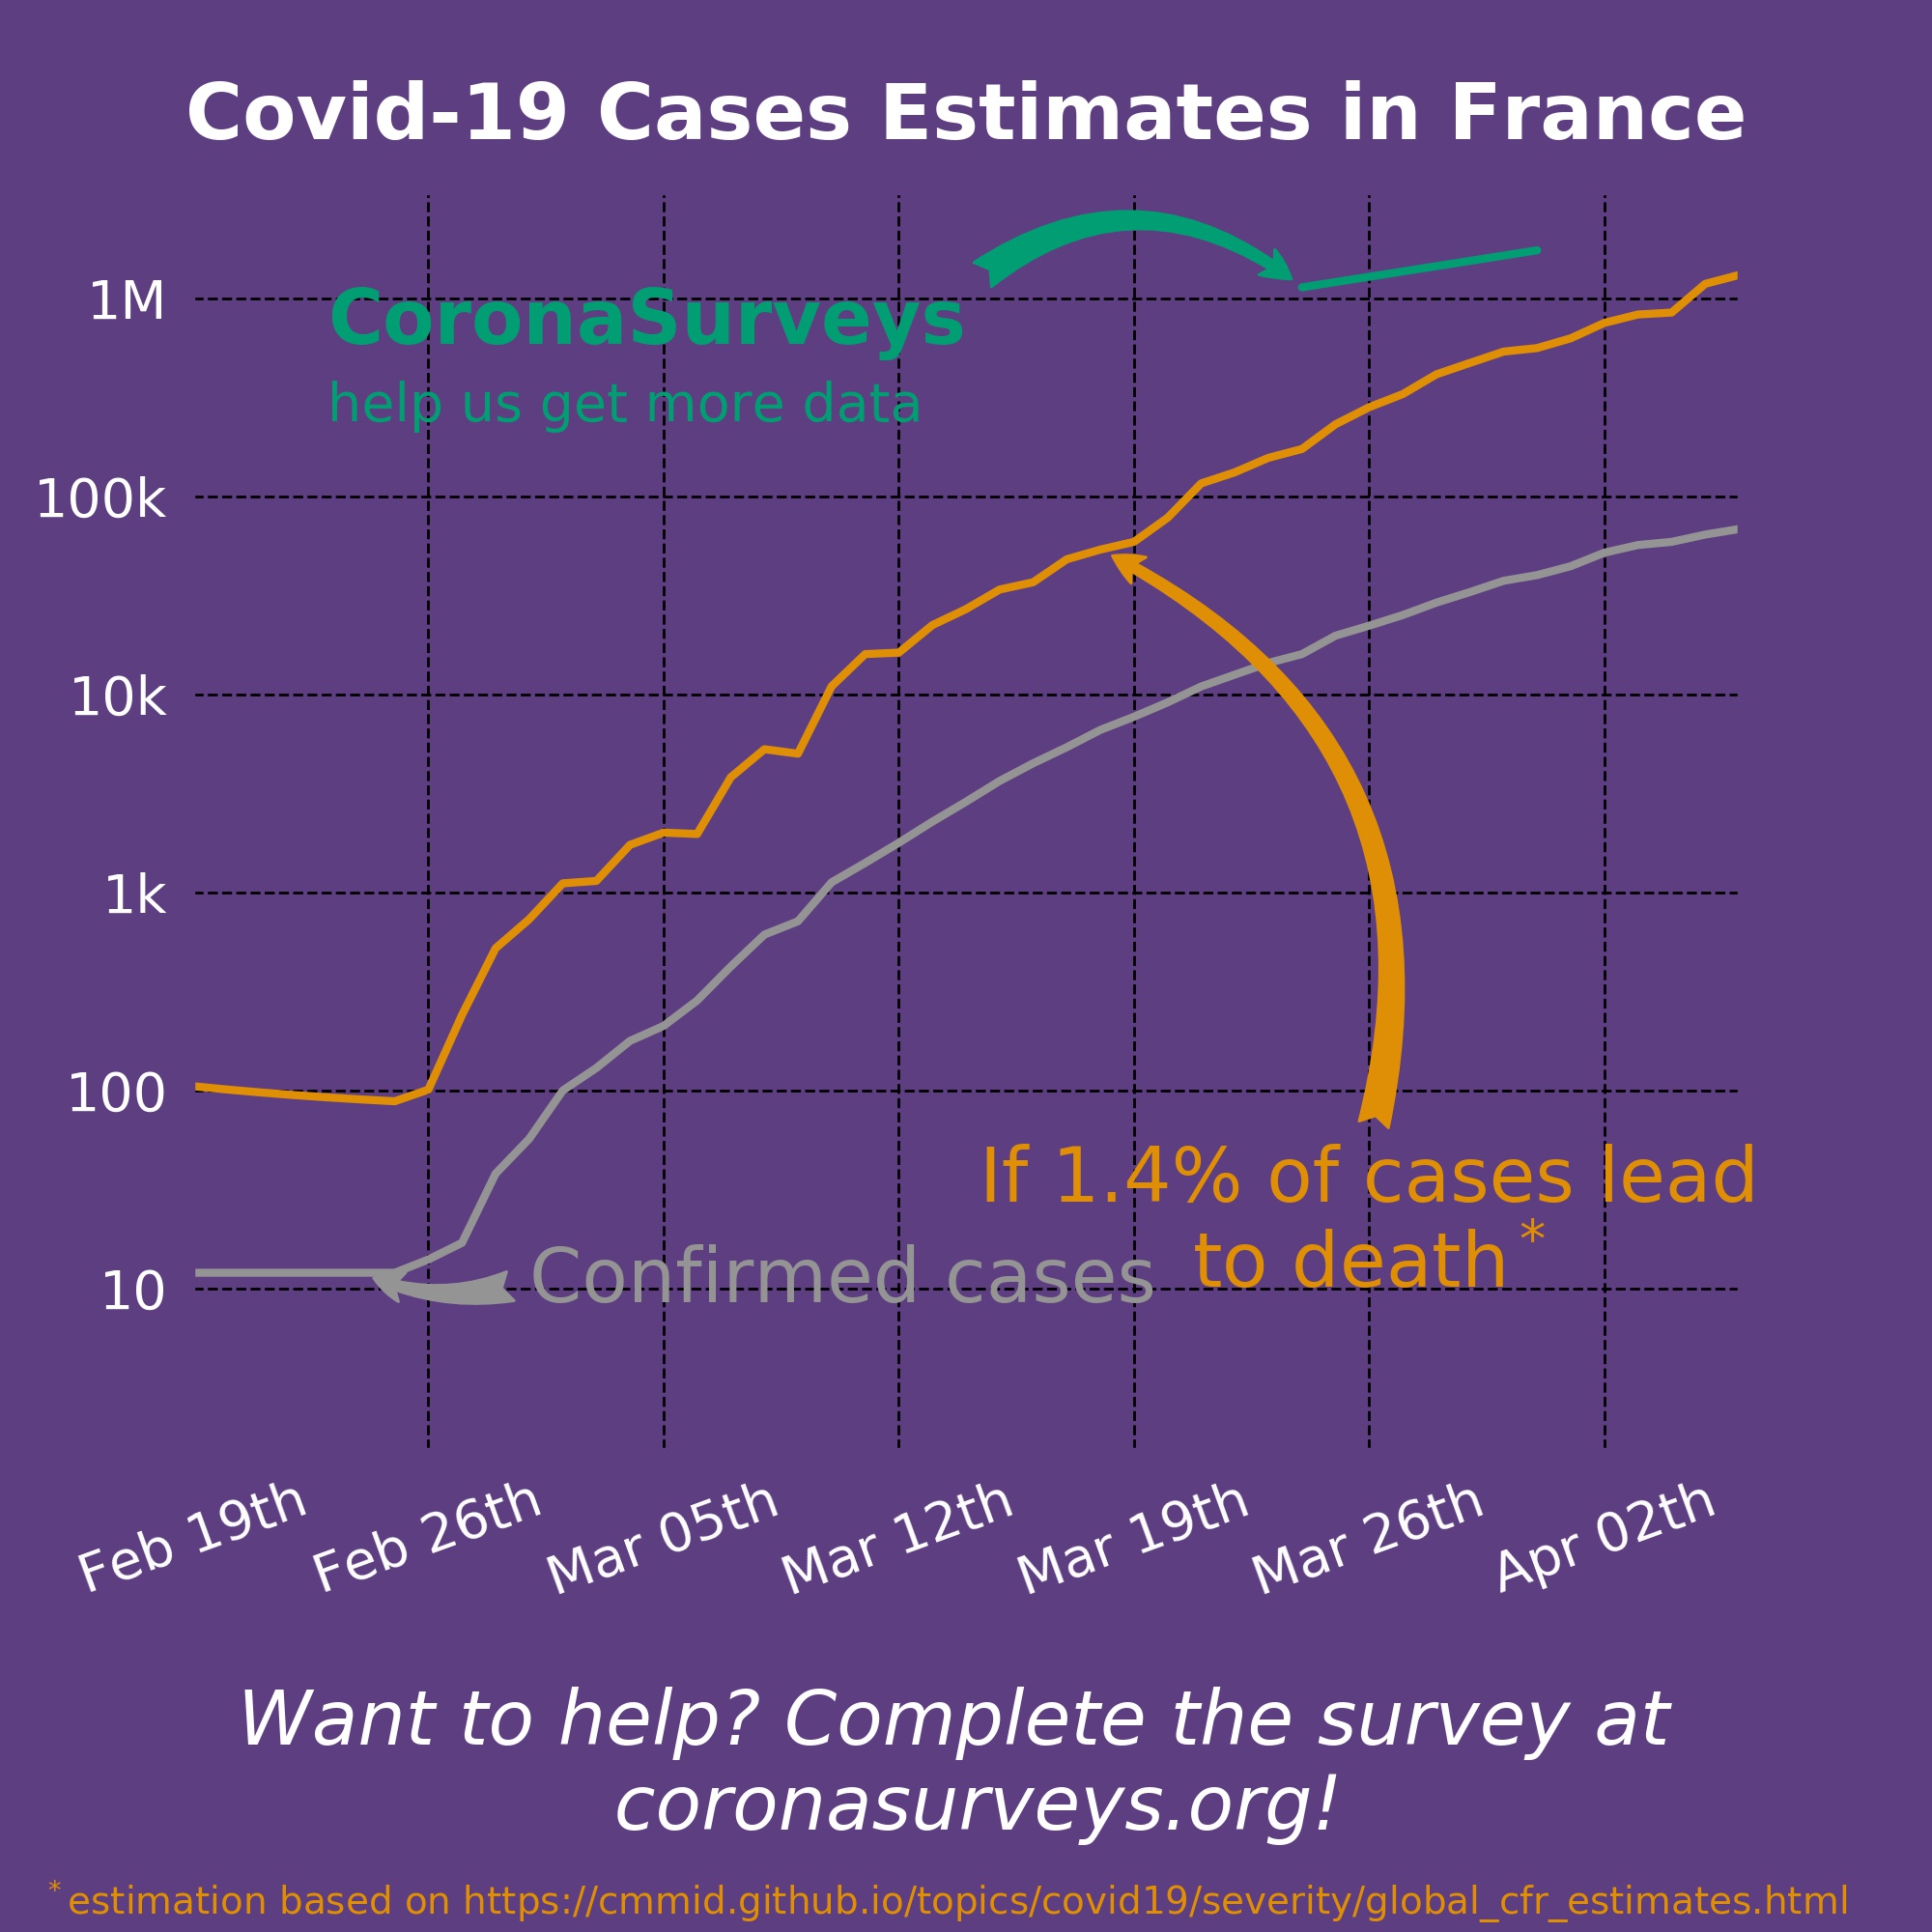 Covid-19 Cases Estimates in France
1M
100k
10k
1k
100
10
CoronaSurveys
help us get more data
If 1.4% of cases lead
to death*
Confirmed cases
Feb 19th
Feb 26th
Mar 05th
Mar 12th
Mar 19th
Mar 26th
Apr 02th
Want to help? Complete the survey at
coronasurveys.org!
*estimation based on https://cmmid.github.io/topics/covid19/severity/global_cfr_estimates.html